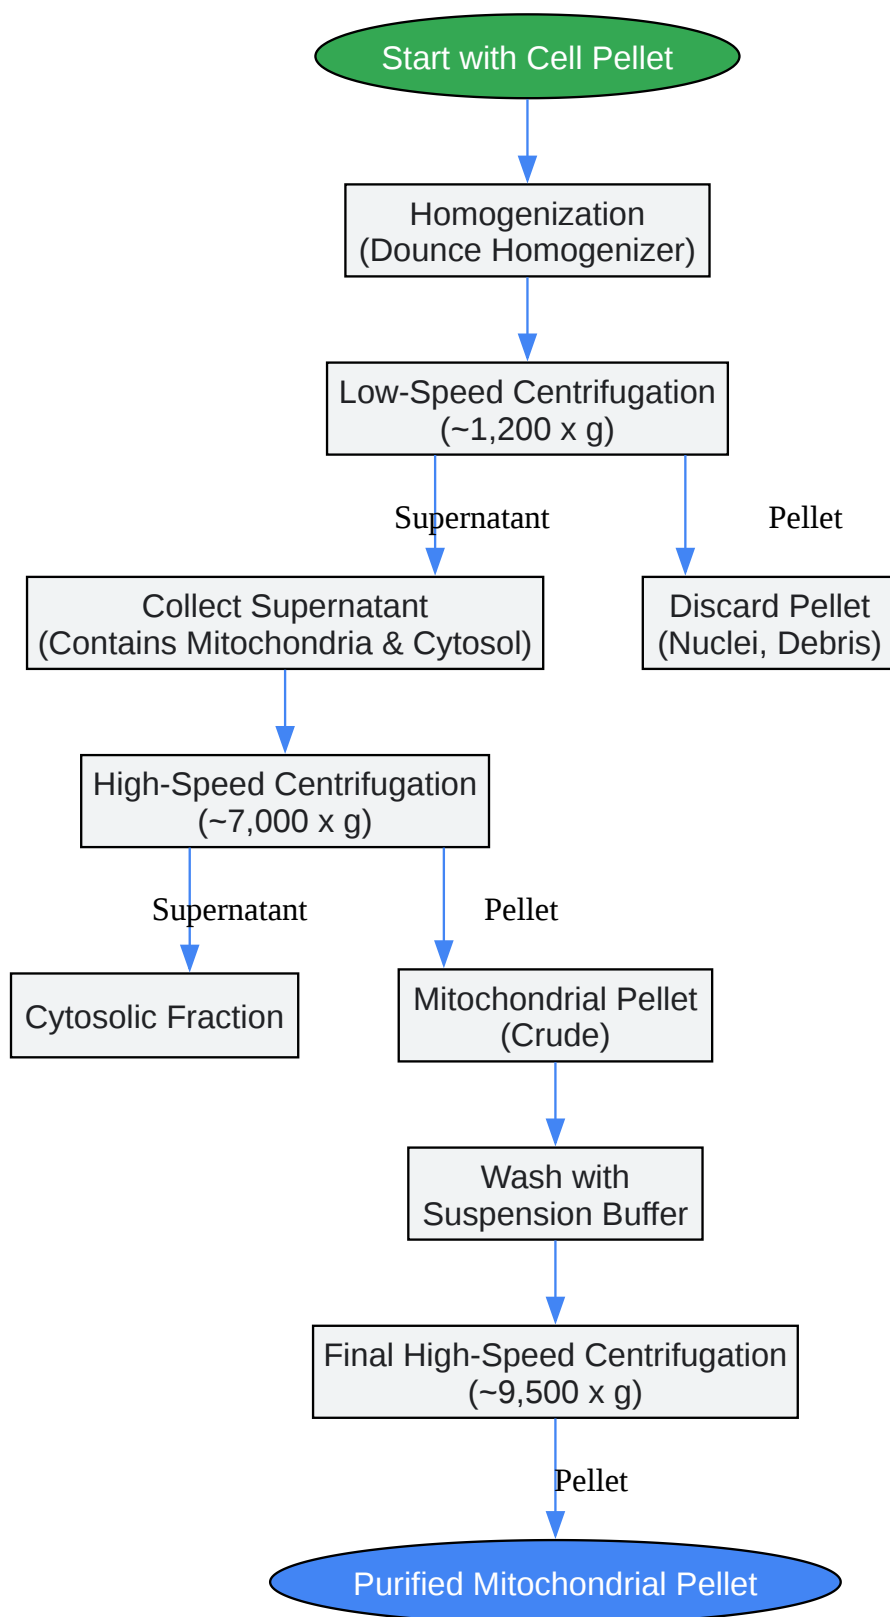 Start with Cell Pellet
Homogenization
(Dounce Homogenizer)
Low-Speed Centrifugation
(~1,200 x g)
Supernatant
Pellet
Collect Supernatant
(Contains Mitochondria & Cytosol)
Discard Pellet
(Nuclei, Debris)
High-Speed Centrifugation
(~7,000 x g)
Supernatant
Pellet
Cytosolic Fraction
Mitochondrial Pellet
(Crude)
Wash with
Suspension Buffer
Final High-Speed Centrifugation
(~9,500 x g)
Pellet
Purified Mitochondrial Pellet